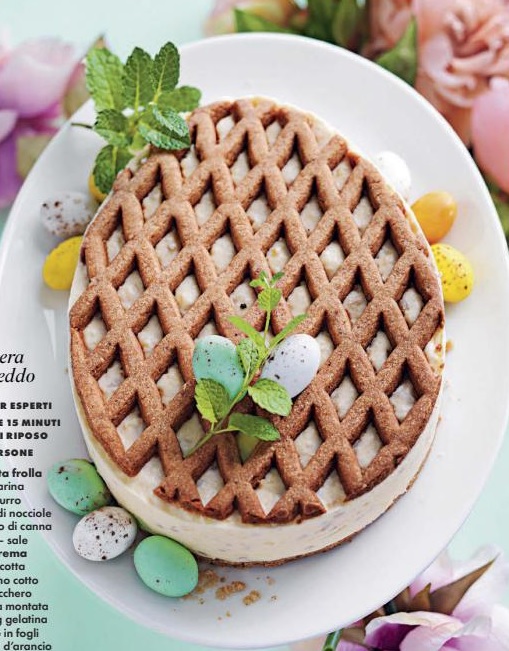 era
eddo
R ESPERTI
E 15 MINUTI
I RIPOSO
RSONE
ta frolla
arina
urro
di nocciole
o di canna
– sale
rema
cotta
no cotto
cchero
a montata
g gelatina
in fogli
d'arancio